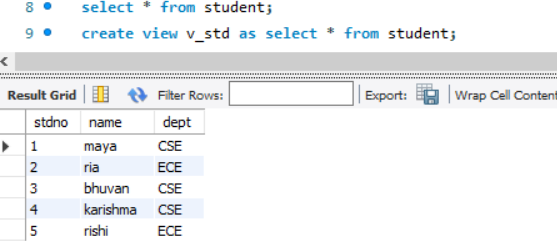 8 select * from student;
9 create view v_std as select * from student;
Result Grid Filter Rows: Export: Wrap Cell Content
stdno name dept
1 maya CSE
2 ria ECE
3 bhuvan CSE
4 karishma CSE
5 rishi ECE